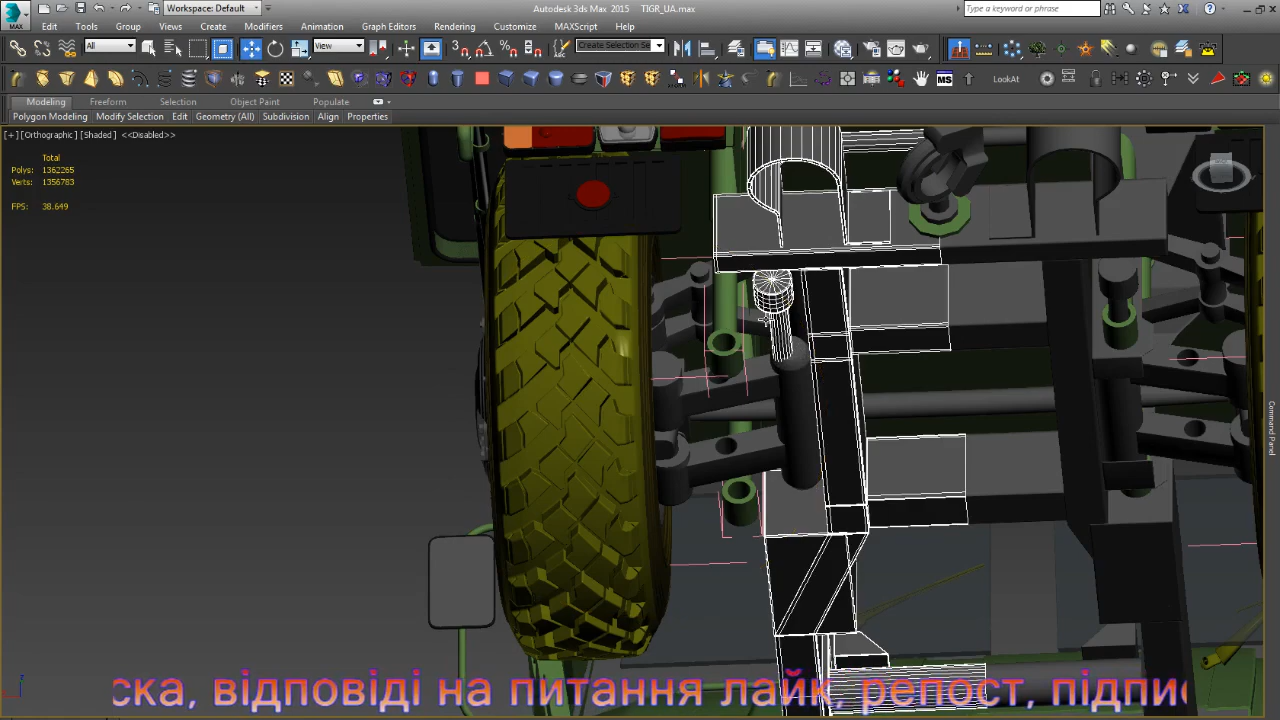 Autodesk 3ds Max 2015 TIGR_UA.max
Workspace: Default
Type a keyword or phrase
MAX
Edit Tools Group Views Create Modifiers Animation Graph Editors Rendering Customize MAXScript Help
All View Create Selection Se
MS LookAt
Modeling Freeform Selection Object Paint Populate
Polygon Modeling Modify Selection Edit Geometry (All) Subdivision Align Properties
[+] [Orthographic] [Shaded] <<Disabled>>
Total
Polys: 1362265
Verts: 1356783
FPS: 38.649
Command Panel
ска, відповіді на питання лайк, репост, підпис